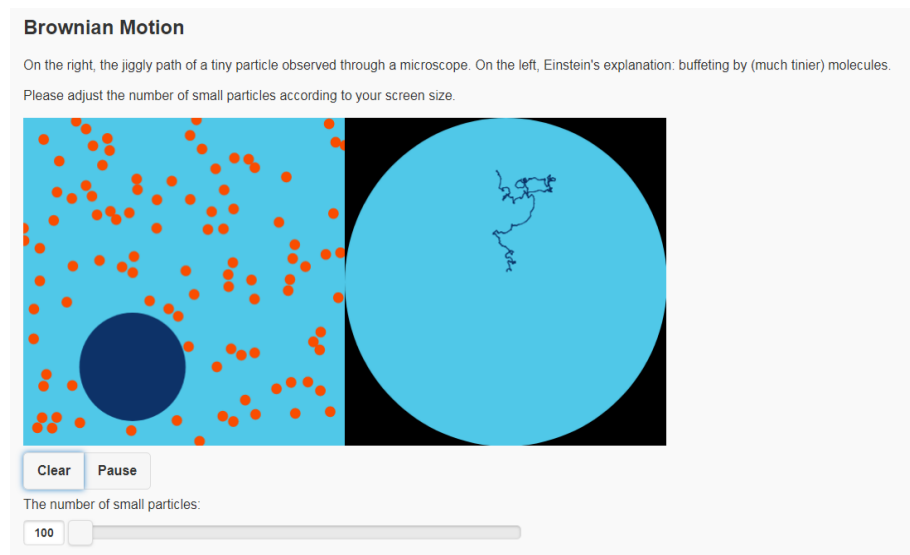 Brownian Motion
On the right, the jiggly path of a tiny particle observed through a microscope. On the left, Einstein's explanation: buffeting by (much tinier) molecules.
Please adjust the number of small particles according to your screen size.
Clear Pause
The number of small particles:
100